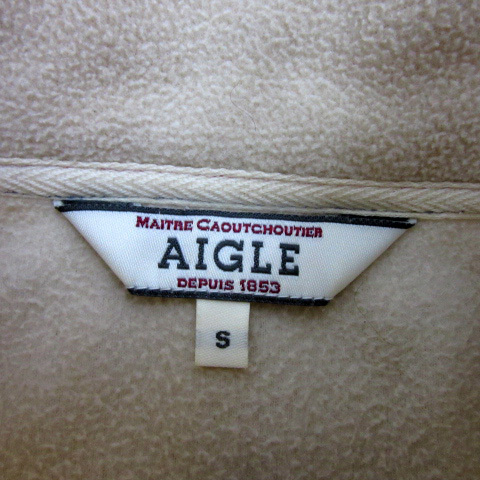 MAITRE CAOUTCHOUTIER
AIGLE
DEPUIS 1853
S